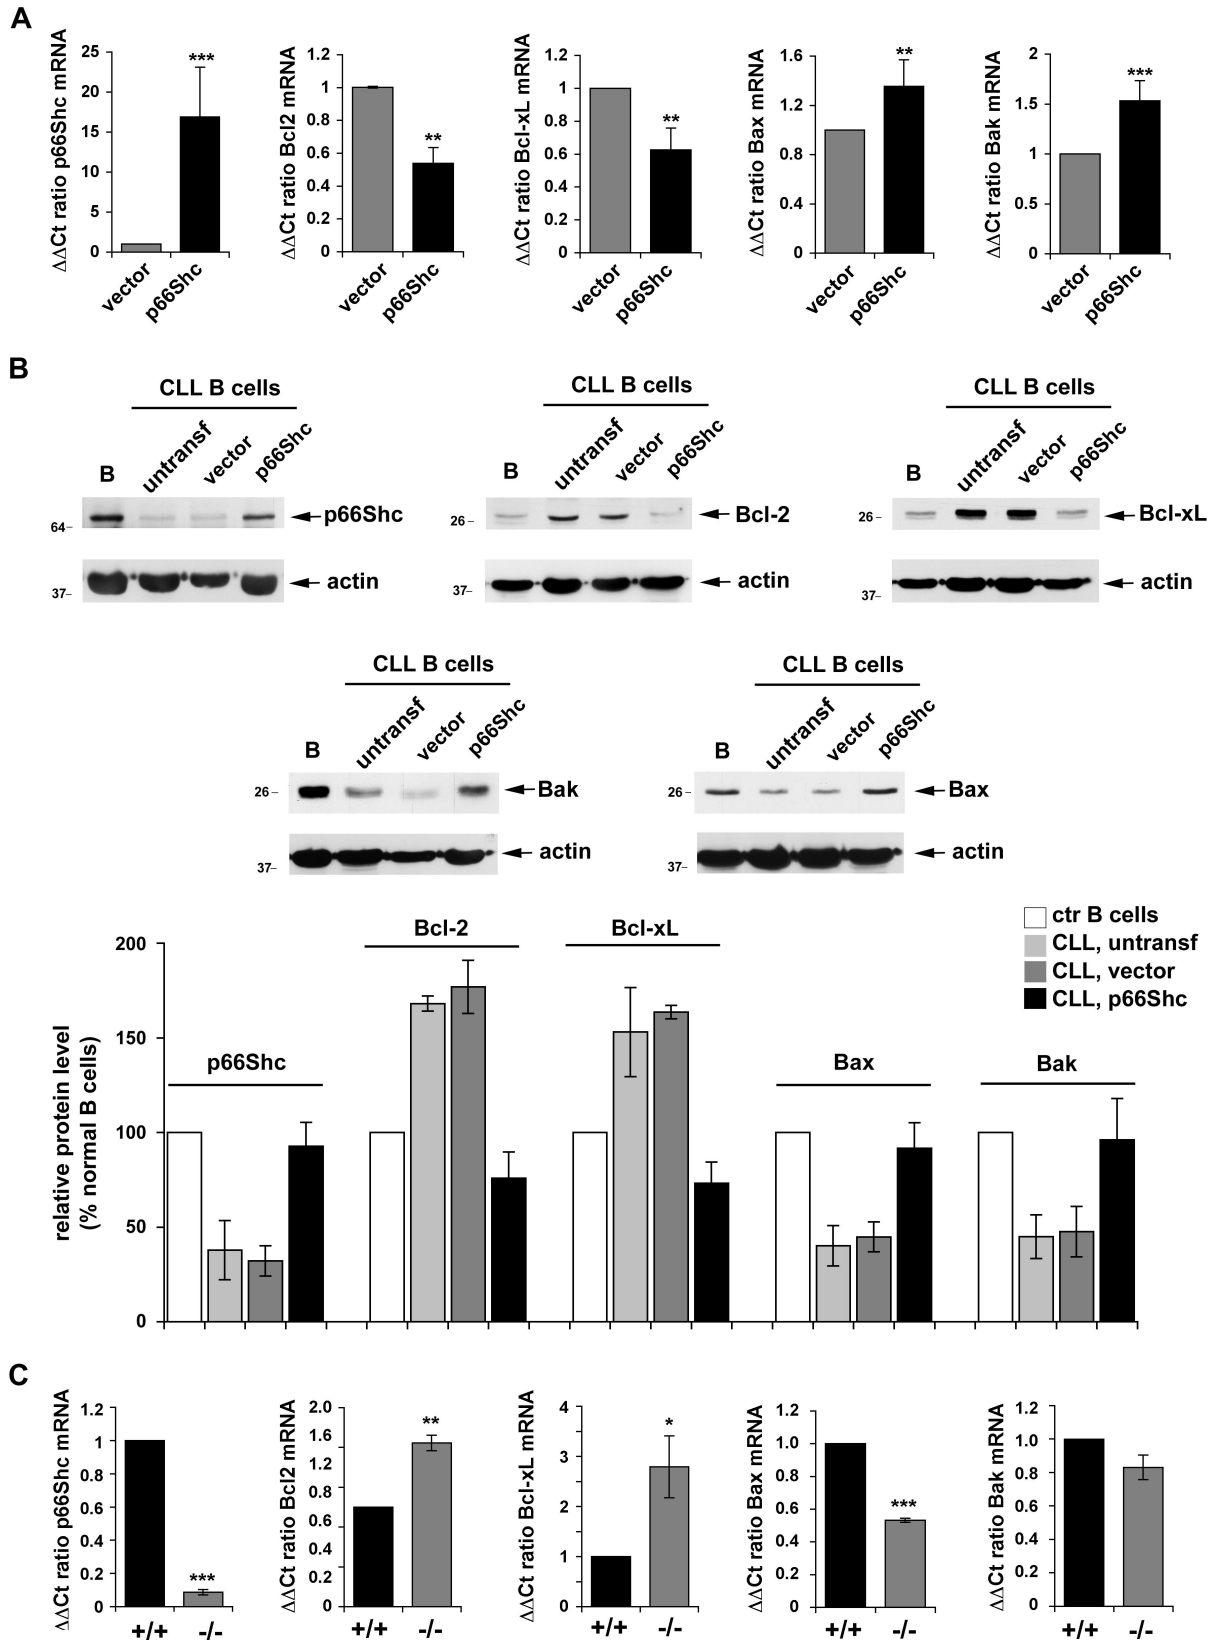 A
ΔΔCt ratio p66Shc mRNA
25
20
15
10
5
0
***
vector
p66Shc
ΔΔCt ratio Bcl2 mRNA
1.2
1
0.8
0.6
0.4
0.2
0
**
vector
p66Shc
ΔΔCt ratio Bcl-xL mRNA
1.2
1
0.8
0.6
0.4
0.2
0
**
vector
p66Shc
ΔΔCt ratio Bax mRNA
1.6
1.2
0.8
0.4
0
**
vector
p66Shc
ΔΔCt ratio Bak mRNA
2
1.5
1
0.5
0
***
vector
p66Shc
B
CLL B cells
B
untransf
vector
p66Shc
64
p66Shc
37
actin
CLL B cells
B
untransf
vector
p66Shc
26
Bcl-2
37
actin
CLL B cells
B
untransf
vector
p66Shc
26
Bcl-xL
37
actin
CLL B cells
B
untransf
vector
p66Shc
26
Bak
37
actin
CLL B cells
B
untransf
vector
p66Shc
26
Bax
37
actin
ctr B cells
CLL, untransf
CLL, vector
CLL, p66Shc
relative protein level
(% normal B cells)
200
150
100
50
0
p66Shc
Bcl-2
Bcl-xL
Bax
Bak
C
ΔΔCt ratio p66Shc mRNA
1.2
1
0.8
0.6
0.4
0.2
0
***
+/+
-/-
ΔΔCt ratio Bcl2 mRNA
2.0
1.6
1.2
0.8
0.6
0.4
0.2
0
**
+/+
-/-
ΔΔCt ratio Bcl-xL mRNA
4
3
2
1
0
*
+/+
-/-
ΔΔCt ratio Bax mRNA
1.2
1.0
0.8
0.6
0.4
0.2
0
***
+/+
-/-
ΔΔCt ratio Bak mRNA
1.2
1.0
0.8
0.6
0.4
0.2
0
+/+
-/-